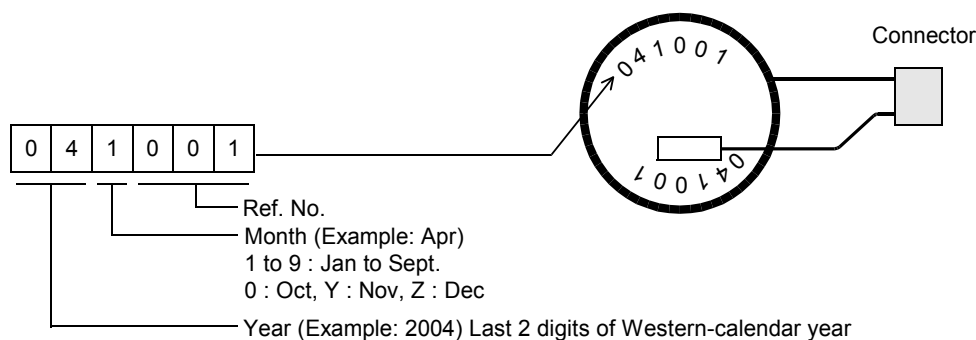 041001
Connector
0 4 1 0 0 1
041001
Ref. No.
Month (Example: Apr)
1 to 9 : Jan to Sept.
0 : Oct, Y : Nov, Z : Dec
Year (Example: 2004) Last 2 digits of Western-calendar year